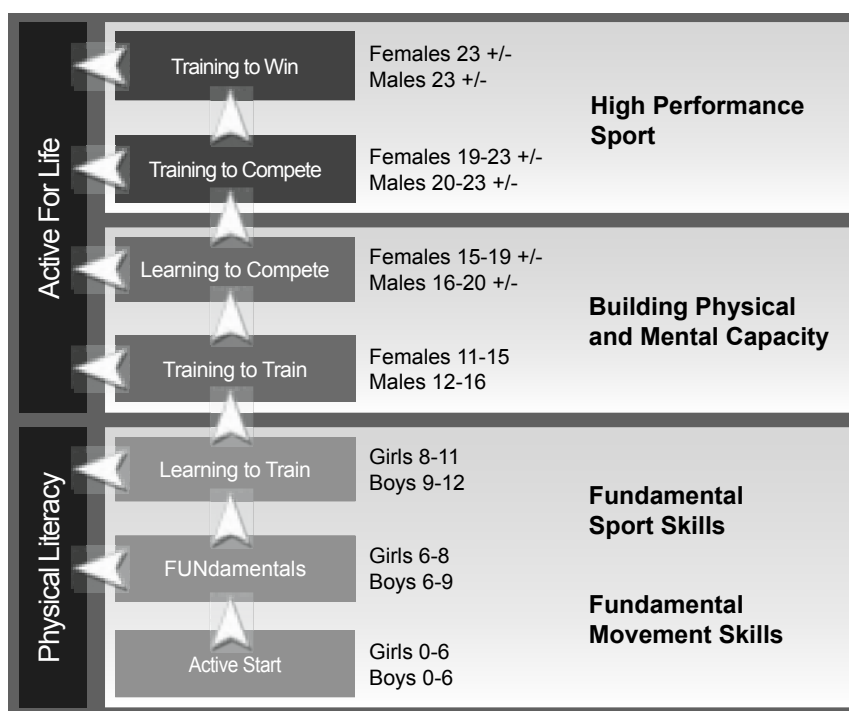 Active For Life
Training to Win
Females 23 +/-
Males 23 +/-
High Performance
Sport
Training to Compete
Females 19-23 +/-
Males 20-23 +/-
Learning to Compete
Females 15-19 +/-
Males 16-20 +/-
Building Physical
and Mental Capacity
Training to Train
Females 11-15
Males 12-16
Physical Literacy
Learning to Train
Girls 8-11
Boys 9-12
Fundamental
Sport Skills
FUNdamentals
Girls 6-8
Boys 6-9
Fundamental
Movement Skills
Active Start
Girls 0-6
Boys 0-6